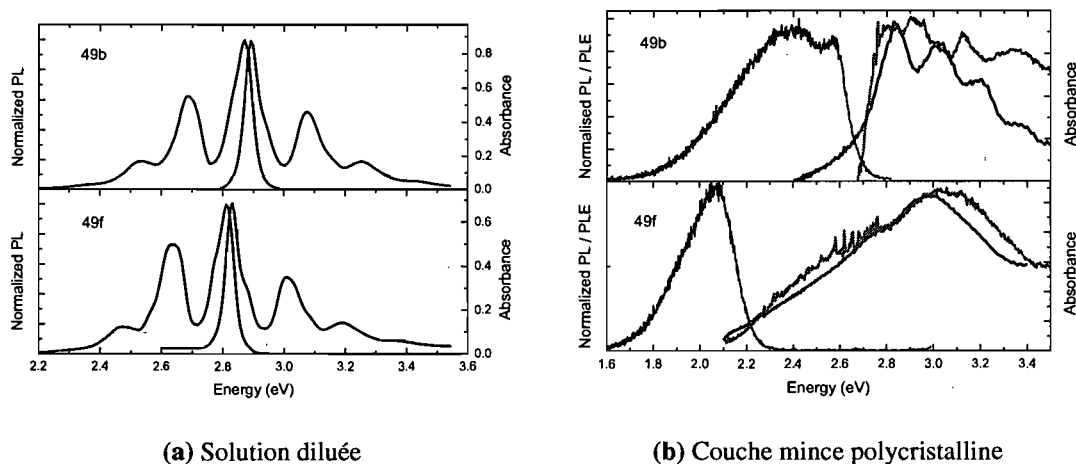 49b
Normalized PL
0.8
0.6
0.4
0.2
0.0
Absorbance
49f
Normalized PL
0.6
0.4
0.2
0.0
Absorbance
2.2 2.4 2.6 2.8 3.0 3.2 3.4 3.6
Energy (eV)
(a) Solution diluée
49b
Normalised PL / PLE
Absorbance
49f
Normalized PL / PLE
Absorbance
1.6 1.8 2.0 2.2 2.4 2.6 2.8 3.0 3.2 3.4
Energy (eV)
(b) Couche mince polycristalline